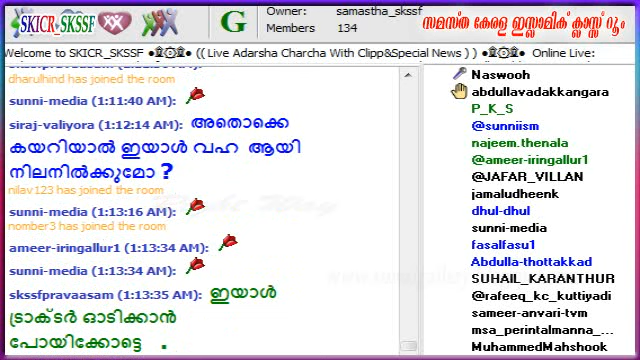 SKICR SKSSF
G
Owner: samastha_skssf
Members 134
സമസ്ത കേരള ഇസ്ലാമിക് ക്ലാസ്സ് റൂം
Welcome to SKICR_SKSSF ●۩۞۩● (( Live Adarsha Charcha With Clipp&Special News ) ) ●۩۞۩● Online Live:
dharulhind has joined the room
sunni-media (1:11:40 AM):
siraj-valiyora (1:12:14 AM): അതൊക്കെ
കയറിയാൽ ഇയാൾ വഹ ആയി
നിലനിൽക്കുമോ ?
nilav123 has joined the room
sunni-media (1:13:16 AM):
nomber3 has joined the room
ameer-iringallur1 (1:13:34 AM):
sunni-media (1:13:34 AM):
skssfpravaasam (1:13:35 AM): ഇയാൾ
ട്രാക്ടർ ഓടിക്കാൻ
പോയിക്കോട്ടെ .
Naswooh
abdullavadakkangara
P_K_S
@sunniism
najeem.thenala
@ameer-iringallur1
@JAFAR_VILLAN
jamaludheenk
dhul-dhul
sunni-media
fasalfasu1
Abdulla-thottakkad
SUHAIL_KARANTHUR
@rafeeq_kc_kuttiyadi
sameer-anvari-tvm
msa_perintalmanna_...
MuhammedMahshook